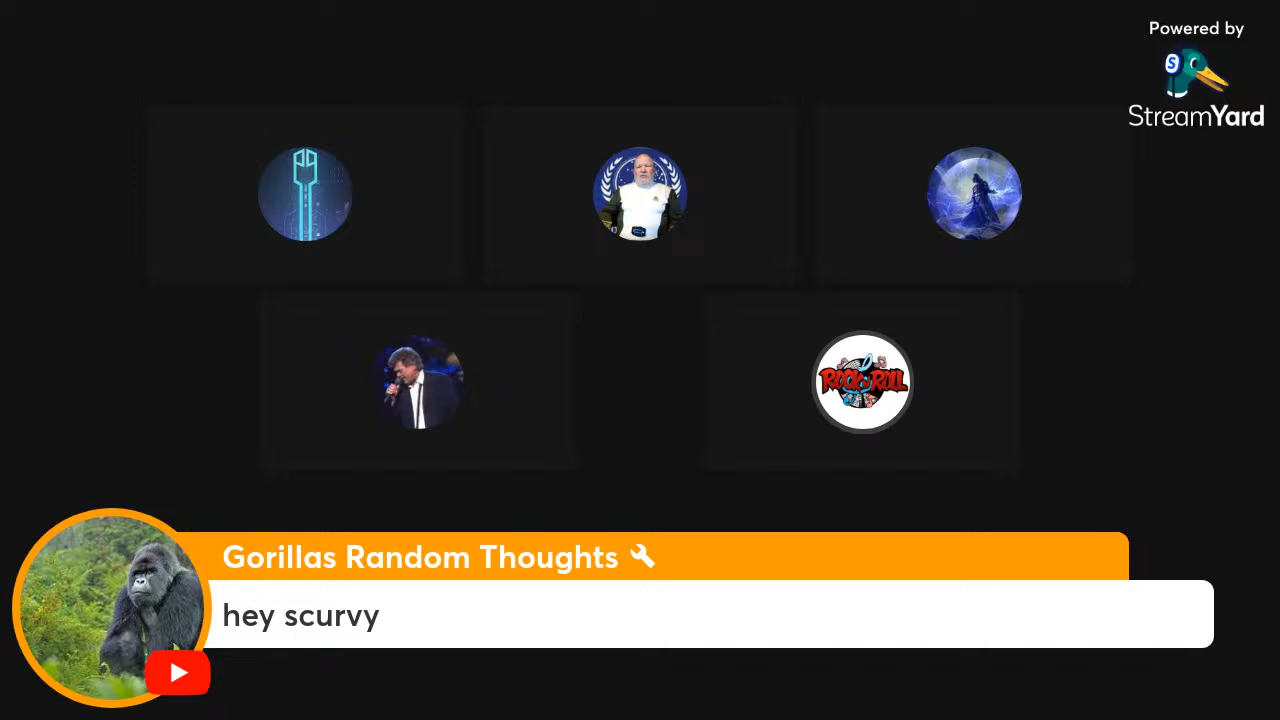 Powered by
StreamYard
ROCK n ROLL
Gorillas Random Thoughts
hey scurvy